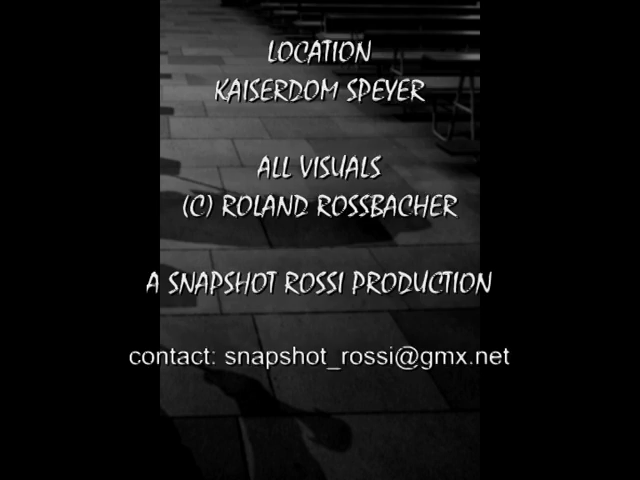 LOCATION
KAISERDOM SPEYER
ALL VISUALS
(C) ROLAND ROSSBACHER
A SNAPSHOT ROSSI PRODUCTION
contact: snapshot_rossi@gmx.net